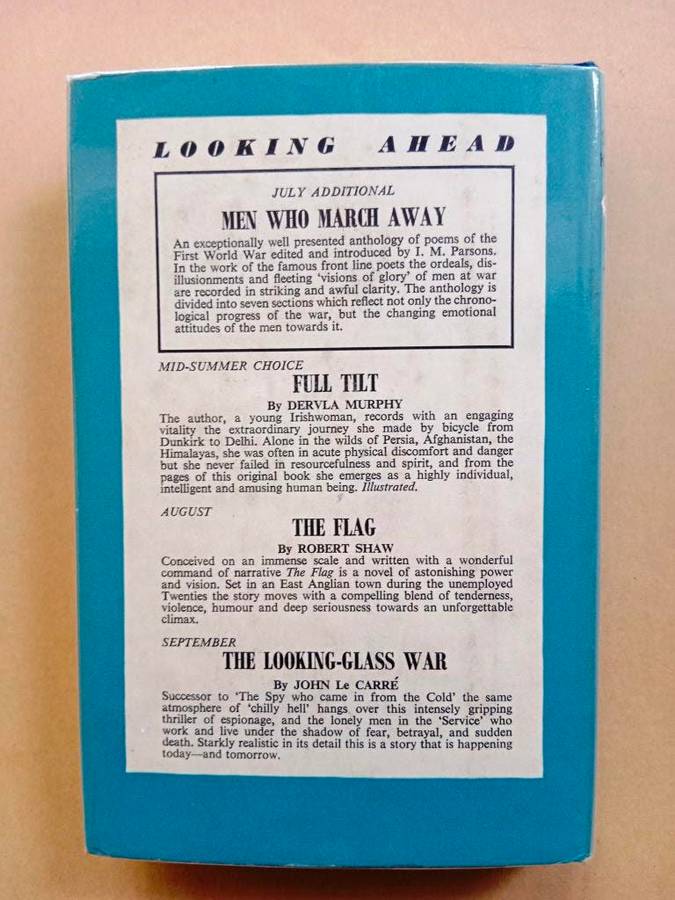 LOOKING AHEAD
JULY ADDITIONAL
MEN WHO MARCH AWAY
An exceptionally well presented anthology of poems of the
First World War edited and introduced by I. M. Parsons.
In the work of the famous front line poets the ordeals, dis-
illusionments and fleeting 'visions of glory' of men at war
are recorded in striking and awful clarity. The anthology is
divided into seven sections which reflect not only the chrono-
logical progress of the war, but the changing emotional
attitudes of the men towards it.
MID-SUMMER CHOICE
FULL TILT
By DERVLA MURPHY
The author, a young Irishwoman, records with an engaging
vitality the extraordinary journey she made by bicycle from
Dunkirk to Delhi. Alone in the wilds of Persia, Afghanistan, the
Himalayas, she was often in acute physical discomfort and danger
but she never failed in resourcefulness and spirit, and from the
pages of this original book she emerges as a highly individual,
intelligent and amusing human being. Illustrated.
AUGUST
THE FLAG
By ROBERT SHAW
Conceived on an immense scale and written with a wonderful
command of narrative The Flag is a novel of astonishing power
and vision. Set in an East Anglian town during the unemployed
Twenties the story moves with a compelling blend of tenderness,
violence, humour and deep seriousness towards an unforgettable
climax.
SEPTEMBER
THE LOOKING-GLASS WAR
By JOHN Le CARRÉ
Successor to 'The Spy who came in from the Cold' the same
atmosphere of 'chilly hell' hangs over this intensely gripping
thriller of espionage, and the lonely men in the 'Service' who
work and live under the shadow of fear, betrayal, and sudden
death. Starkly realistic in its detail this is a story that is happening
today—and tomorrow.